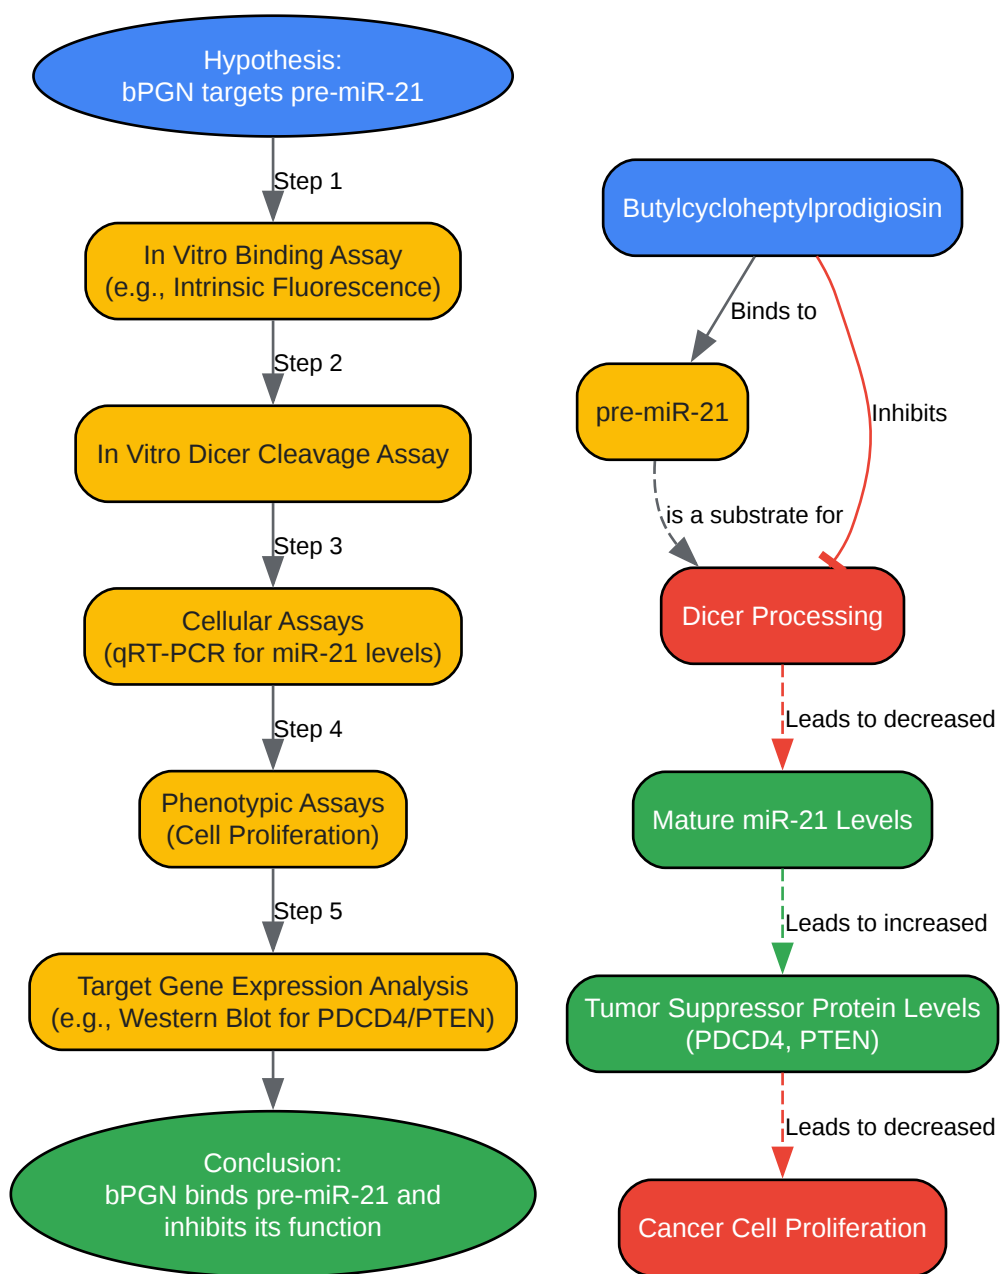 Hypothesis:
bPGN targets pre-miR-21
Step 1
In Vitro Binding Assay
(e.g., Intrinsic Fluorescence)
Step 2
In Vitro Dicer Cleavage Assay
Step 3
Cellular Assays
(qRT-PCR for miR-21 levels)
Step 4
Phenotypic Assays
(Cell Proliferation)
Step 5
Target Gene Expression Analysis
(e.g., Western Blot for PDCD4/PTEN)
Conclusion:
bPGN binds pre-miR-21 and
inhibits its function
Butylcycloheptylprodigiosin
Binds to
pre-miR-21
Inhibits
is a substrate for
Dicer Processing
Leads to decreased
Mature miR-21 Levels
Leads to increased
Tumor Suppressor Protein Levels
(PDCD4, PTEN)
Leads to decreased
Cancer Cell Proliferation